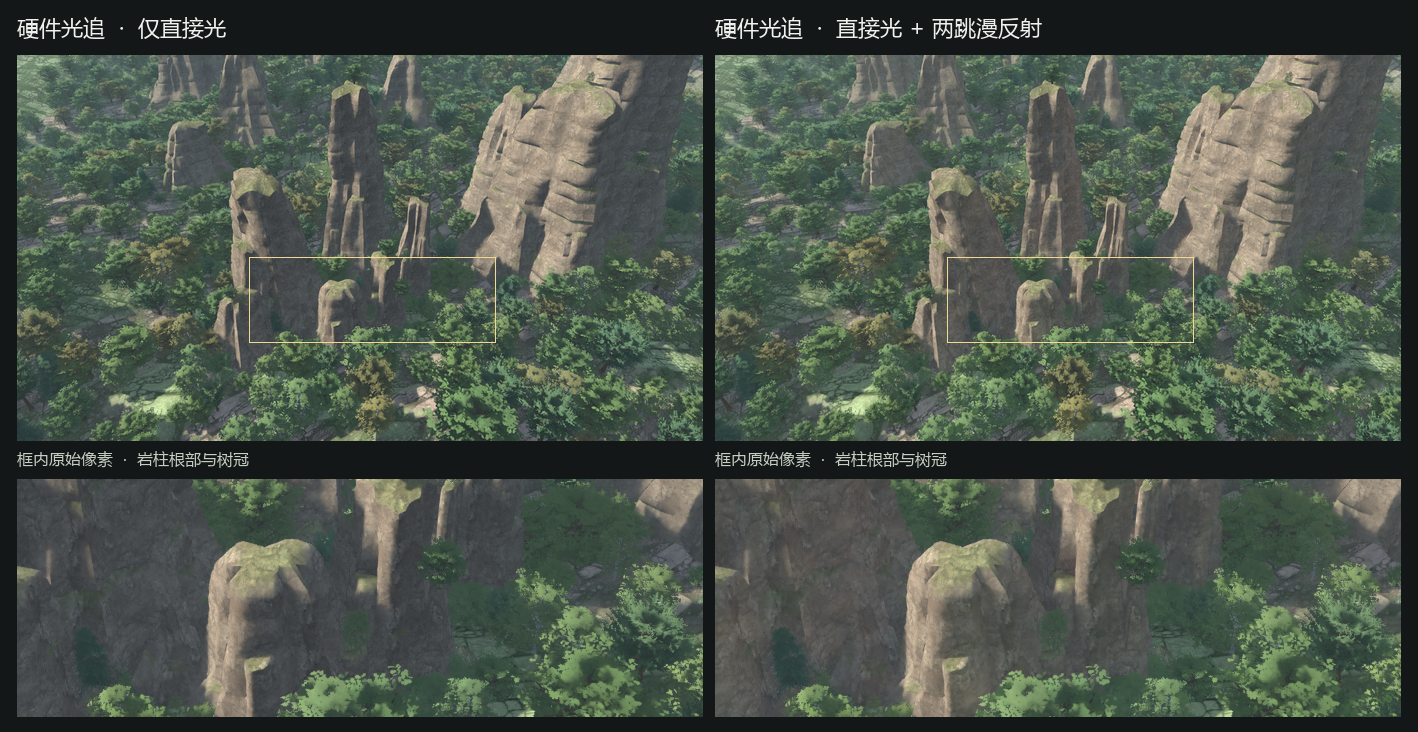 硬件光追 · 仅直接光
硬件光追 · 直接光 + 两跳漫反射
框内原始像素 · 岩柱根部与树冠
框内原始像素 · 岩柱根部与树冠